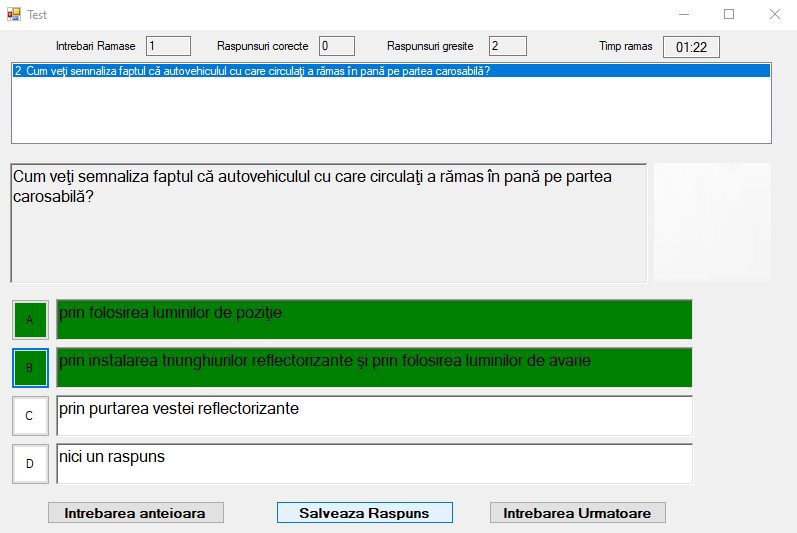 Test
Intrebari Ramase 1 Raspunsuri corecte 0 Raspunsuri gresite 2 Timp ramas 01:22
2 Cum veţi semnaliza faptul că autovehiculul cu care circulaţi a rămas în pană pe partea carosabilă?
Cum veţi semnaliza faptul că autovehiculul cu care circulaţi a rămas în pană pe partea
carosabilă?
A prin folosirea luminilor de poziţie
B prin instalarea triunghiurilor reflectorizante şi prin folosirea luminilor de avarie
C prin purtarea vestei reflectorizante
D nici un raspuns
Intrebarea anteioara Salveaza Raspuns Intrebarea Urmatoare